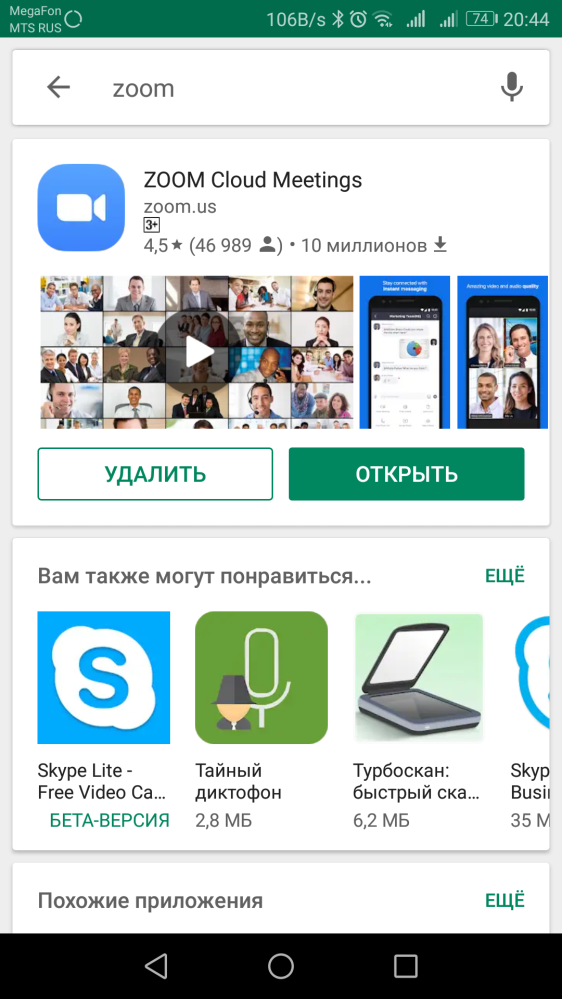 MegaFon
MTS RUS
106B/s
74
20:44
zoom
ZOOM Cloud Meetings
zoom.us
3+
4,5★ (46 989) • 10 миллионов
Stay connected with
instant messaging
Amazing video and audio quality
УДАЛИТЬ
ОТКРЫТЬ
Вам также могут понравиться...
ЕЩЁ
Skype Lite -
Free Video Ca...
БЕТА-ВЕРСИЯ
Тайный
диктофон
2,8 МБ
Турбоскан:
быстрый ска...
6,2 МБ
Skyp
Busi
35 М
Похожие приложения
ЕЩЁ